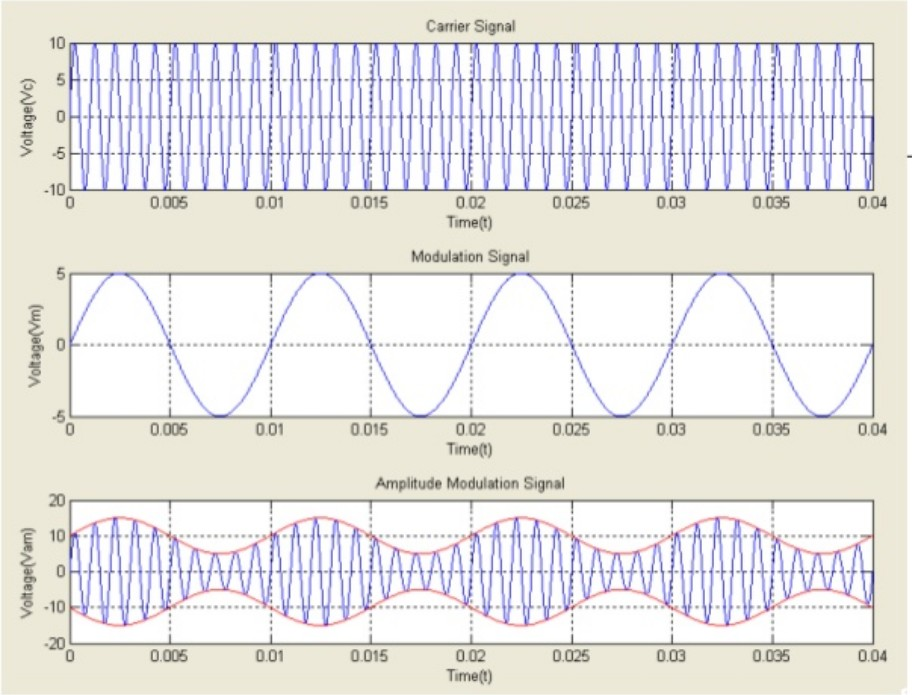 Carrier Signal
10
5
0
-5
-10
Voltage(Vc)
0 0.005 0.01 0.015 0.02 0.025 0.03 0.035 0.04
Time(t)
Modulation Signal
5
0
-5
Voltage(Vm)
0 0.005 0.01 0.015 0.02 0.025 0.03 0.035 0.04
Time(t)
Amplitude Modulation Signal
20
10
0
-10
-20
Voltage(Vam)
0 0.005 0.01 0.015 0.02 0.025 0.03 0.035 0.04
Time(t)